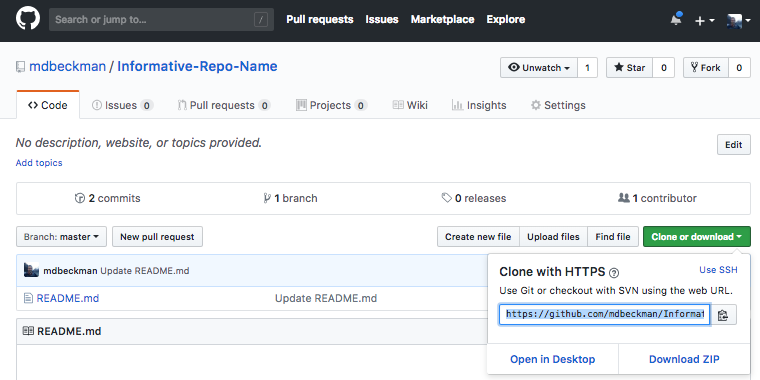 Search or jump to... / Pull requests Issues Marketplace Explore
mdbeckman / Informative-Repo-Name Unwatch 1 Star 0 Fork 0
Code Issues 0 Pull requests 0 Projects 0 Wiki Insights Settings
No description, website, or topics provided. Edit
Add topics
2 commits 1 branch 0 releases 1 contributor
Branch: master New pull request Create new file Upload files Find file Clone or download
mdbeckman Update README.md
README.md Update README.md
README.md
Clone with HTTPS ? Use SSH
Use Git or checkout with SVN using the web URL.
https://github.com/mdbeckman/Informat
Open in Desktop Download ZIP